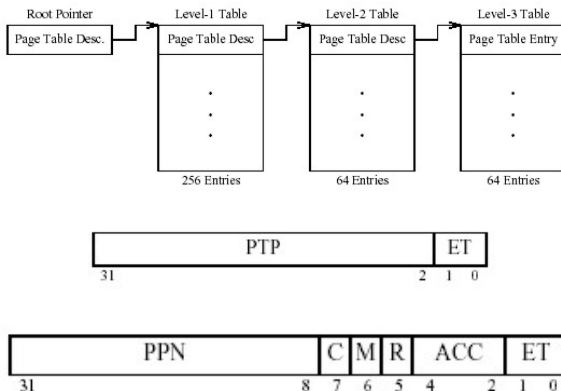 Root Pointer Level-1 Table Level-2 Table Level-3 Table
Page Table Desc. Page Table Desc Page Table Desc Page Table Entry
256 Entries 64 Entries 64 Entries
PTP ET
31 2 1 0
PPN C M R ACC ET
31 8 7 6 5 4 2 1 0